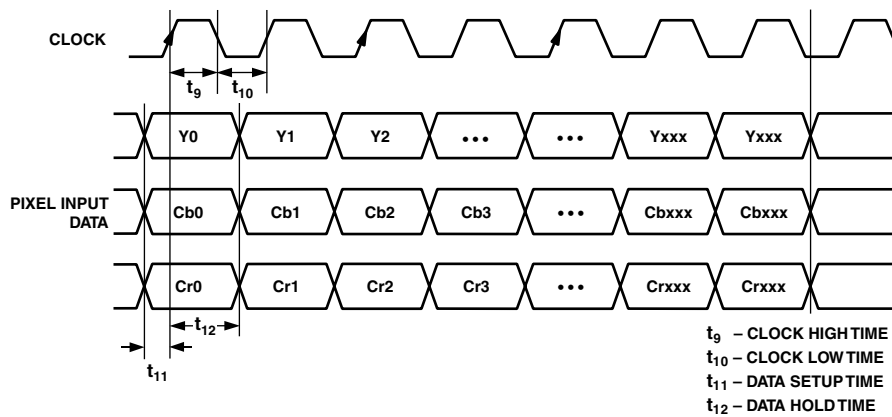 CLOCK
t9
t10
Y0 Y1 Y2 ••• ••• Yxxx Yxxx
PIXEL INPUT
DATA
Cb0 Cb1 Cb2 Cb3 ••• Cbxxx Cbxxx
Cr0 Cr1 Cr2 Cr3 ••• Crxxx Crxxx
t12
t11
t9 – CLOCK HIGH TIME
t10 – CLOCK LOW TIME
t11 – DATA SETUP TIME
t12 – DATA HOLD TIME